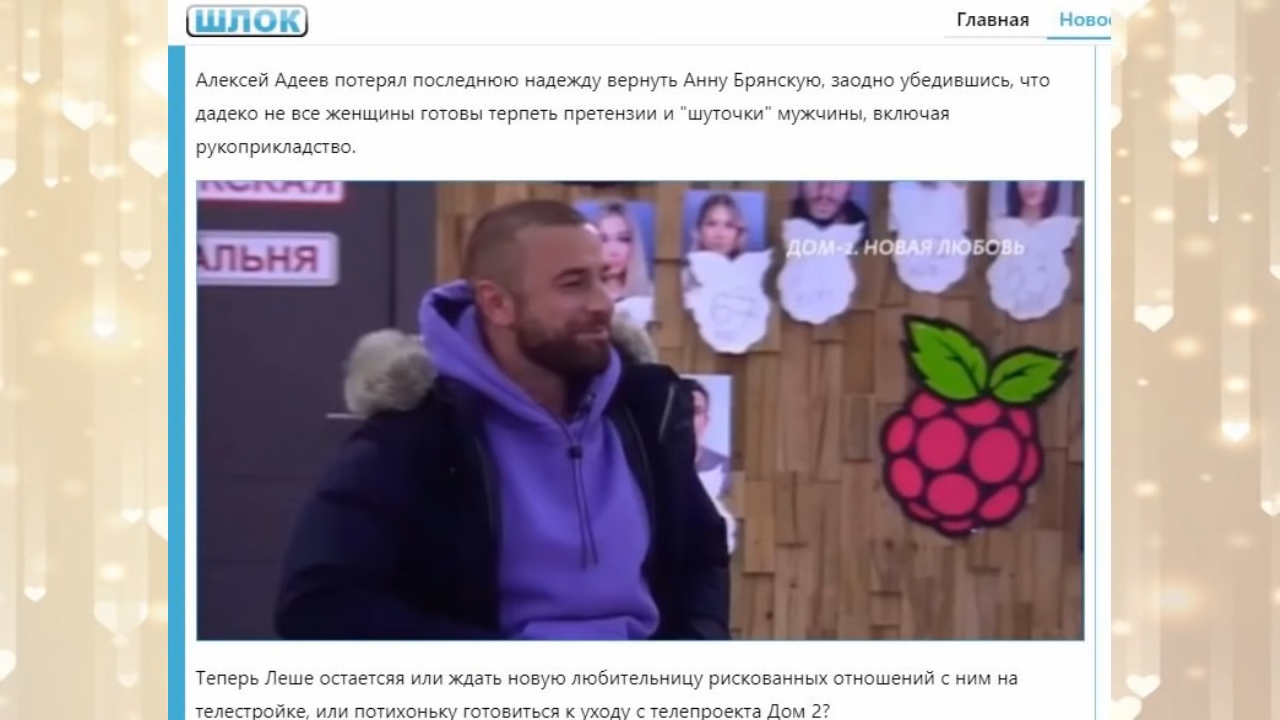 ШЛОК
Главная
Алексей Адеев потерял последнюю надежду вернуть Анну Брянскую, заодно убедившись, что
дадеко не все женщины готовы терпеть претензии и "шуточки" мужчины, включая
рукоприкладство.
АЛЬНЯ
ДОМ-2. НОВАЯ ЛЮБОВЬ
Теперь Леше остаетсяя или ждать новую любительницу рискованных отношений с ним на
телестройке, или потихоньку готовиться к уходу с телепроекта Дом 2?